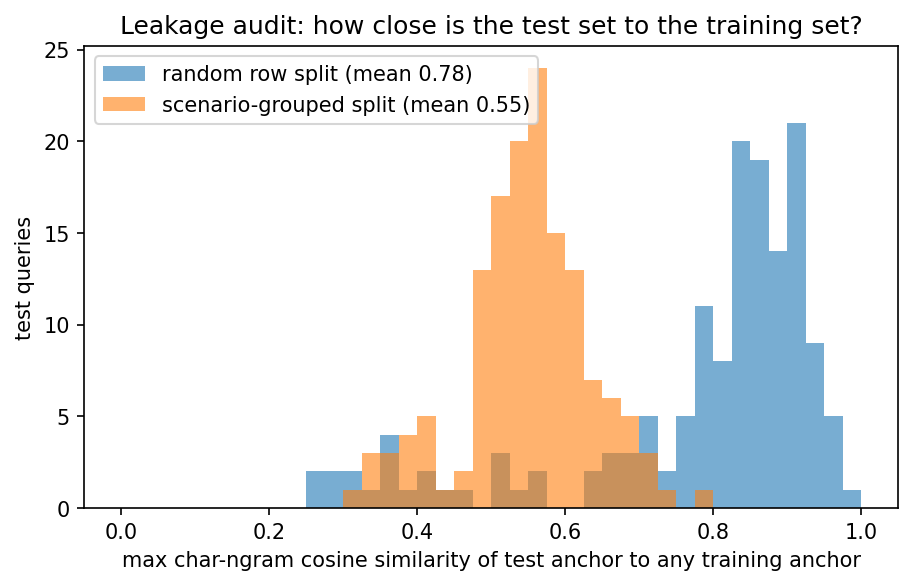 Leakage audit: how close is the test set to the training set?
random row split (mean 0.78)
scenario-grouped split (mean 0.55)
test queries
25
20
15
10
5
0
0.0 0.2 0.4 0.6 0.8 1.0
max char-ngram cosine similarity of test anchor to any training anchor